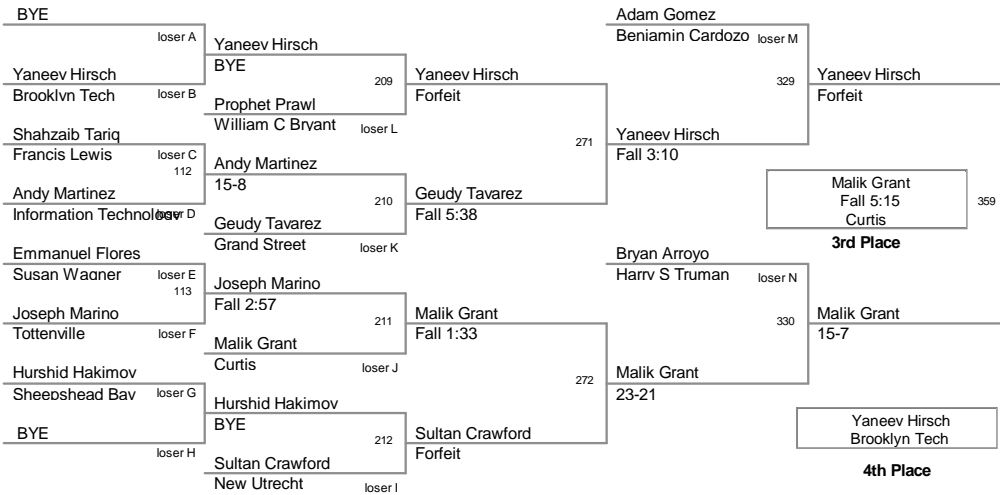 BYE
loser A
Yaneev Hirsch
Brooklyn Tech
loser B
Shahzaib Tariq
Francis Lewis
loser C
112
Andy Martinez
Information Technology
loser D
Emmanuel Flores
Susan Wagner
loser E
113
Joseph Marino
Tottenville
loser F
Hurshid Hakimov
Sheepshead Bay
loser G
BYE
loser H
Yaneev Hirsch
BYE
209
Prophet Prawl
William C Bryant
loser L
Andy Martinez
15-8
210
Geudy Tavarez
Grand Street
loser K
Joseph Marino
Fall 2:57
211
Malik Grant
Curtis
loser J
Hurshid Hakimov
BYE
212
Sultan Crawford
New Utrecht
loser I
Yaneev Hirsch
Forfeit
271
Geudy Tavarez
Fall 5:38
Malik Grant
Fall 1:33
272
Sultan Crawford
Forfeit
Adam Gomez
Benjamin Cardozo
loser M
329
Yaneev Hirsch
Fall 3:10
Bryan Arroyo
Harry S Truman
loser N
330
Malik Grant
23-21
Yaneev Hirsch
Forfeit
Malik Grant
Fall 5:15
Curtis
359
3rd Place
Malik Grant
15-7
Yaneev Hirsch
Brooklyn Tech
4th Place